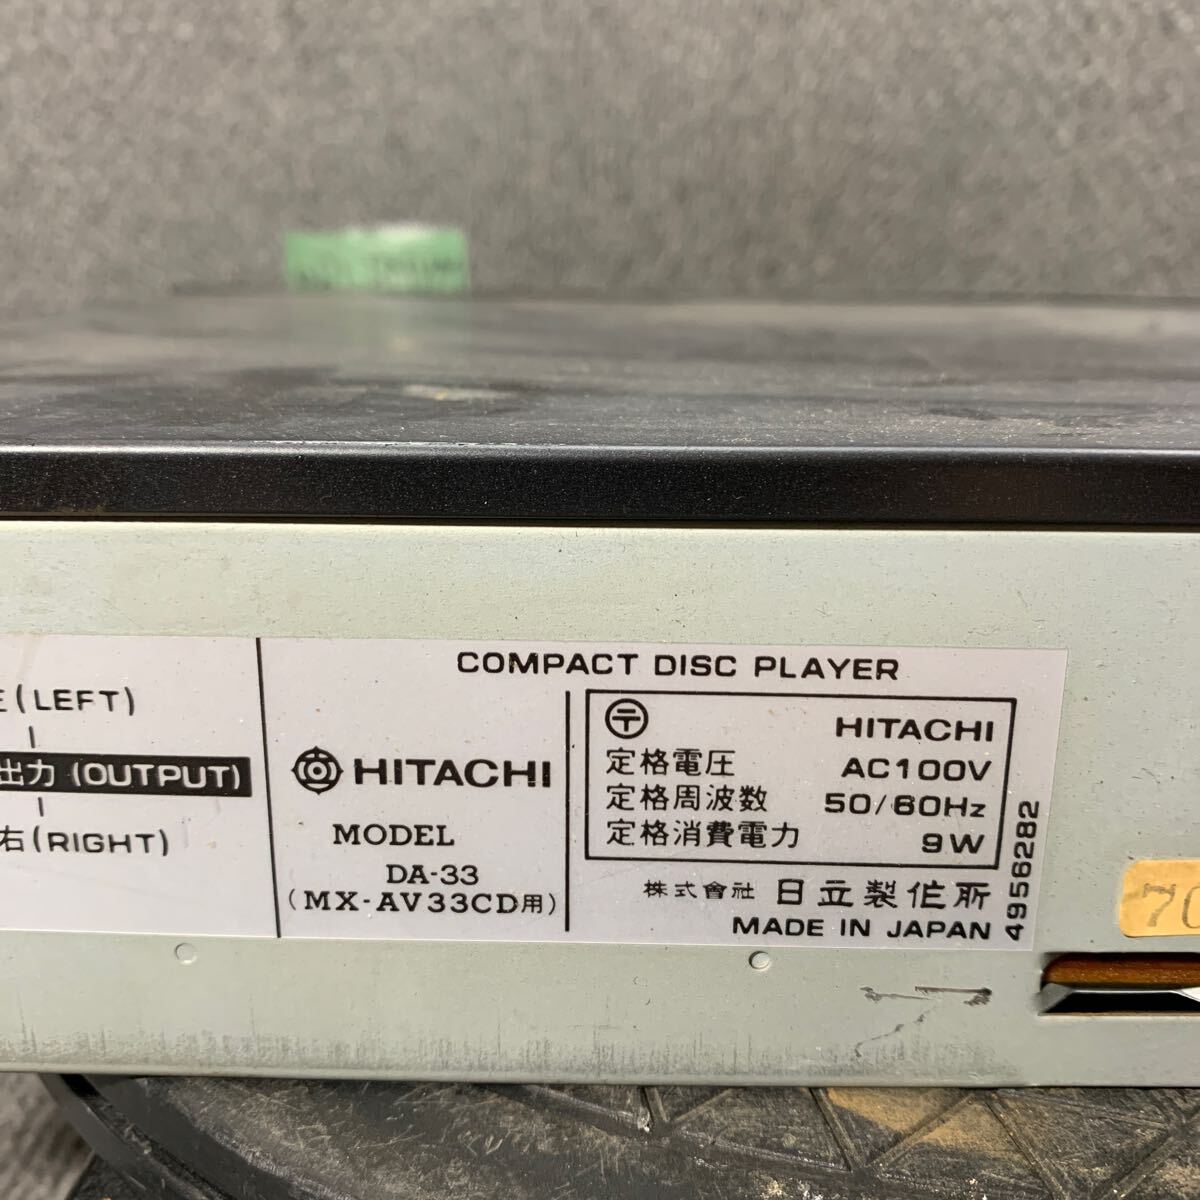 (LEFT)
出力 (OUTPUT)
右 (RIGHT)
COMPACT DISC PLAYER
HITACHI
MODEL
DA-33
(MX-AV33CD用)
〒 HITACHI
定格電圧 AC100V
定格周波数 50/60Hz
定格消費電力 9W
株式會社 日立製作所
MADE IN JAPAN
4956282
70